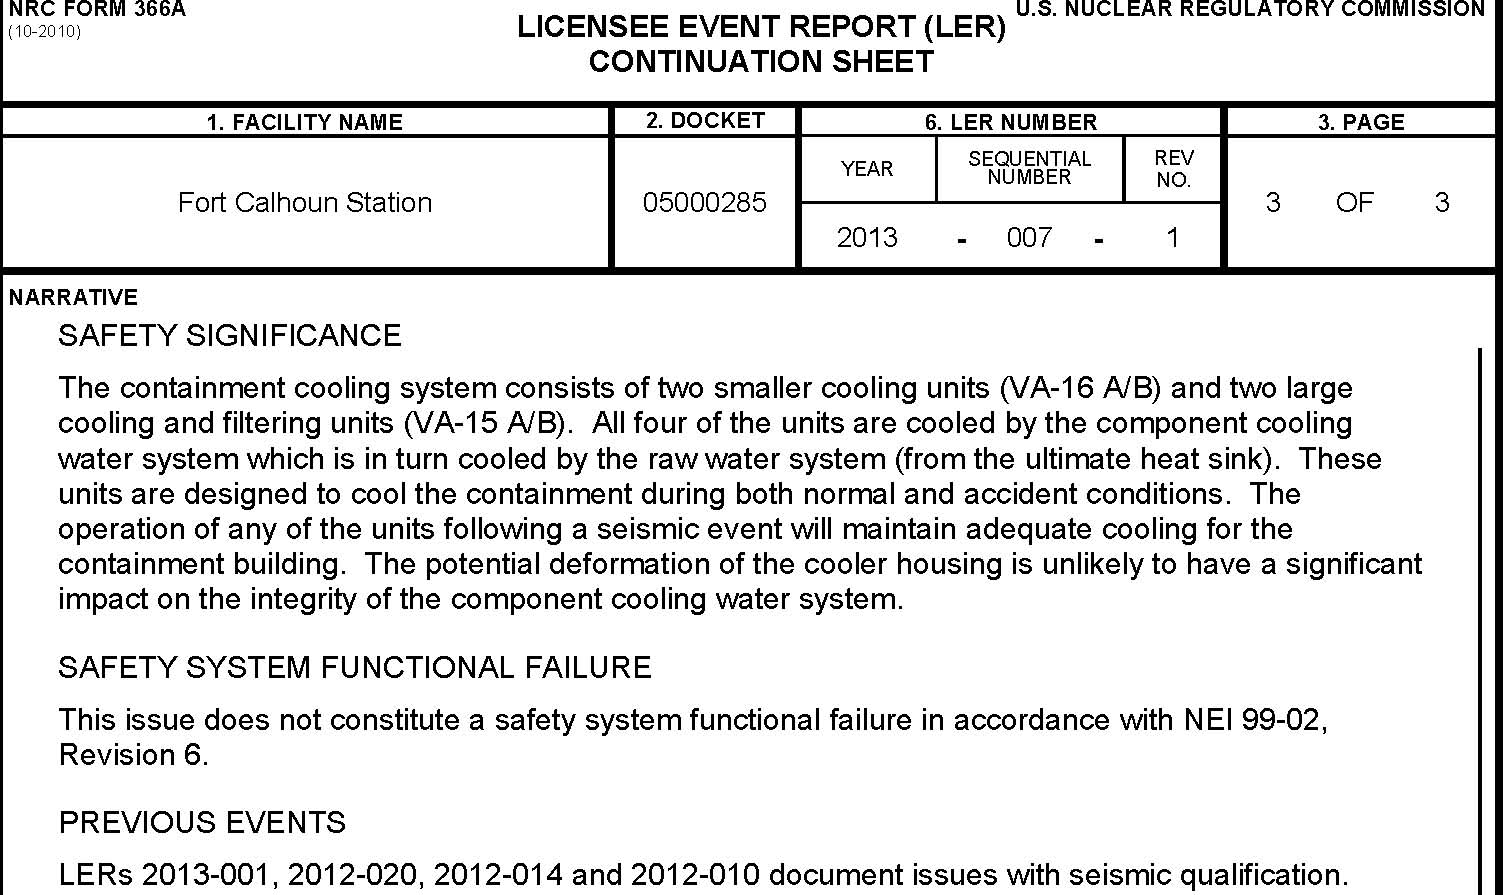 NRC FORM 366A
(10-2010)
U.S. NUCLEAR REGULATORY COMMISSION
LICENSEE EVENT REPORT (LER)
CONTINUATION SHEET
1. FACILITY NAME
2. DOCKET
6. LER NUMBER
3. PAGE
Fort Calhoun Station
05000285
YEAR
SEQUENTIAL
NUMBER
REV
NO.
2013 - 007 - 1
3 OF 3
NARRATIVE
SAFETY SIGNIFICANCE
The containment cooling system consists of two smaller cooling units (VA-16 A/B) and two large
cooling and filtering units (VA-15 A/B).  All four of the units are cooled by the component cooling
water system which is in turn cooled by the raw water system (from the ultimate heat sink).  These
units are designed to cool the containment during both normal and accident conditions.  The
operation of any of the units following a seismic event will maintain adequate cooling for the
containment building.  The potential deformation of the cooler housing is unlikely to have a significant
impact on the integrity of the component cooling water system.
SAFETY SYSTEM FUNCTIONAL FAILURE
This issue does not constitute a safety system functional failure in accordance with NEI 99-02,
Revision 6.
PREVIOUS EVENTS
LERs 2013-001, 2012-020, 2012-014 and 2012-010 document issues with seismic qualification.